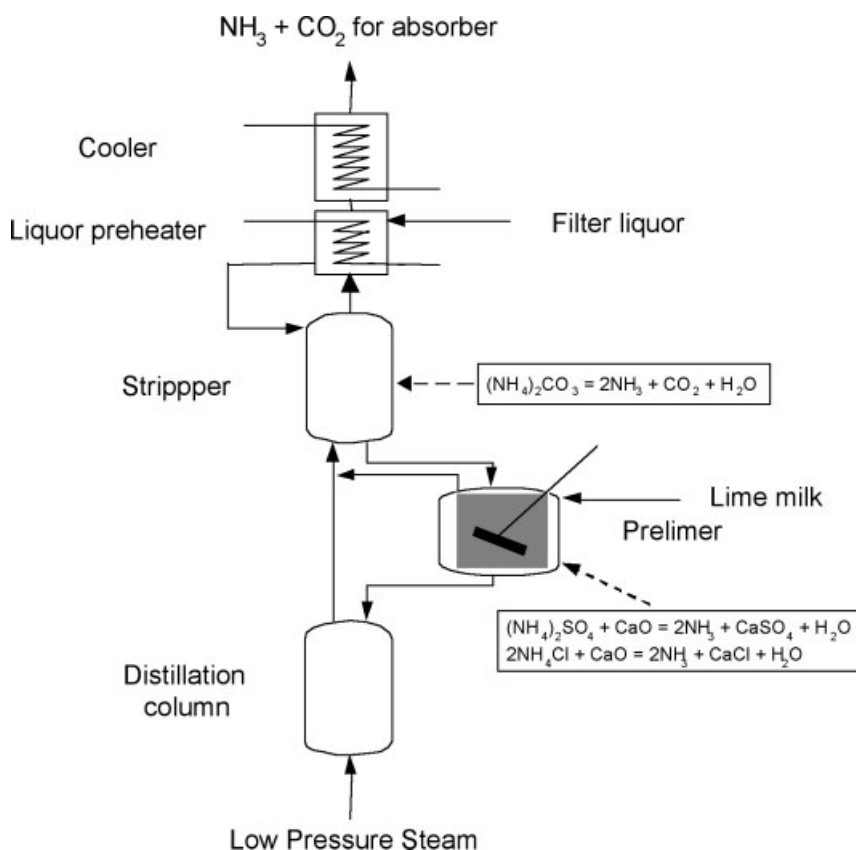 NH₃ + CO₂ for absorber
Cooler
Liquor preheater
Filter liquor
Strippper
(NH₄)₂CO₃ = 2NH₃ + CO₂ + H₂O
Lime milk
Prelimer
(NH₄)₂SO₄ + CaO = 2NH₃ + CaSO₄ + H₂O
2NH₄Cl + CaO = 2NH₃ + CaCl + H₂O
Distillation
column
Low Pressure Steam